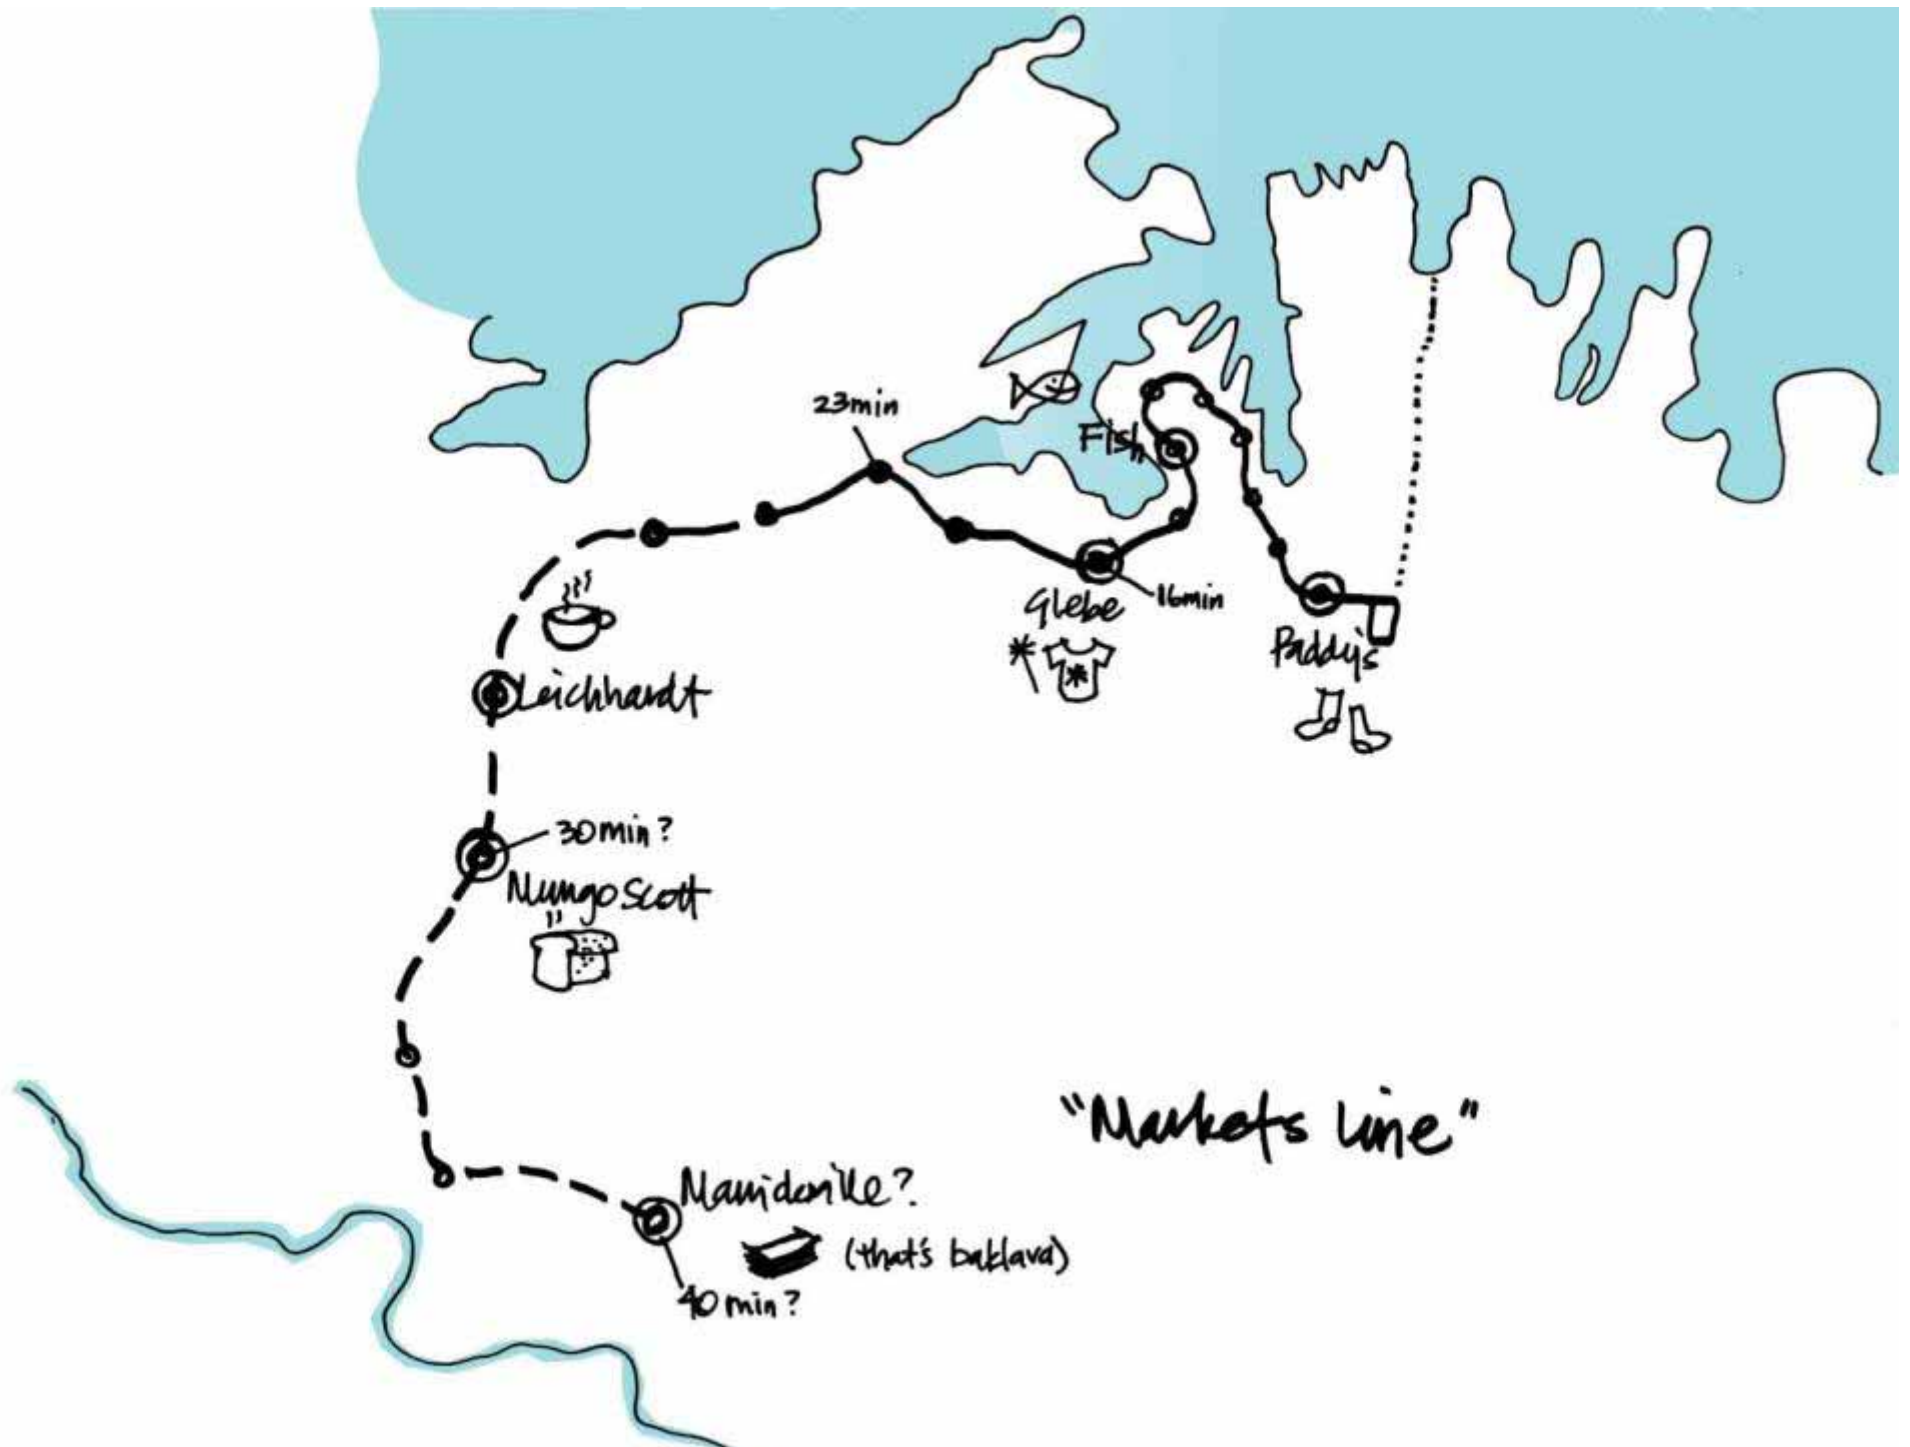 23min
Fish
Glebe
16min
Paddy's
Leichhardt
30min?
Mungo Scott
"Markets Line"
Marrickville?
(that's baklava)
40 min?